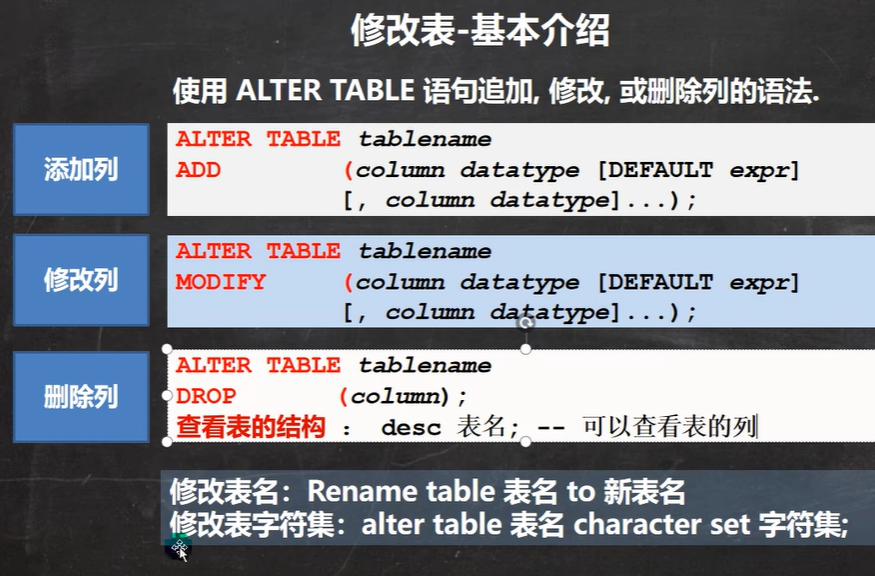 修改表-基本介绍
使用 ALTER TABLE 语句追加, 修改, 或删除列的语法.
添加列
ALTER TABLE tablename
ADD (column datatype [DEFAULT expr]
[, column datatype]...);
修改列
ALTER TABLE tablename
MODIFY (column datatype [DEFAULT expr]
[, column datatype]...);
删除列
ALTER TABLE tablename
DROP (column);
查看表的结构 : desc 表名; -- 可以查看表的列
修改表名：Rename table 表名 to 新表名
修改表字符集：alter table 表名 character set 字符集;